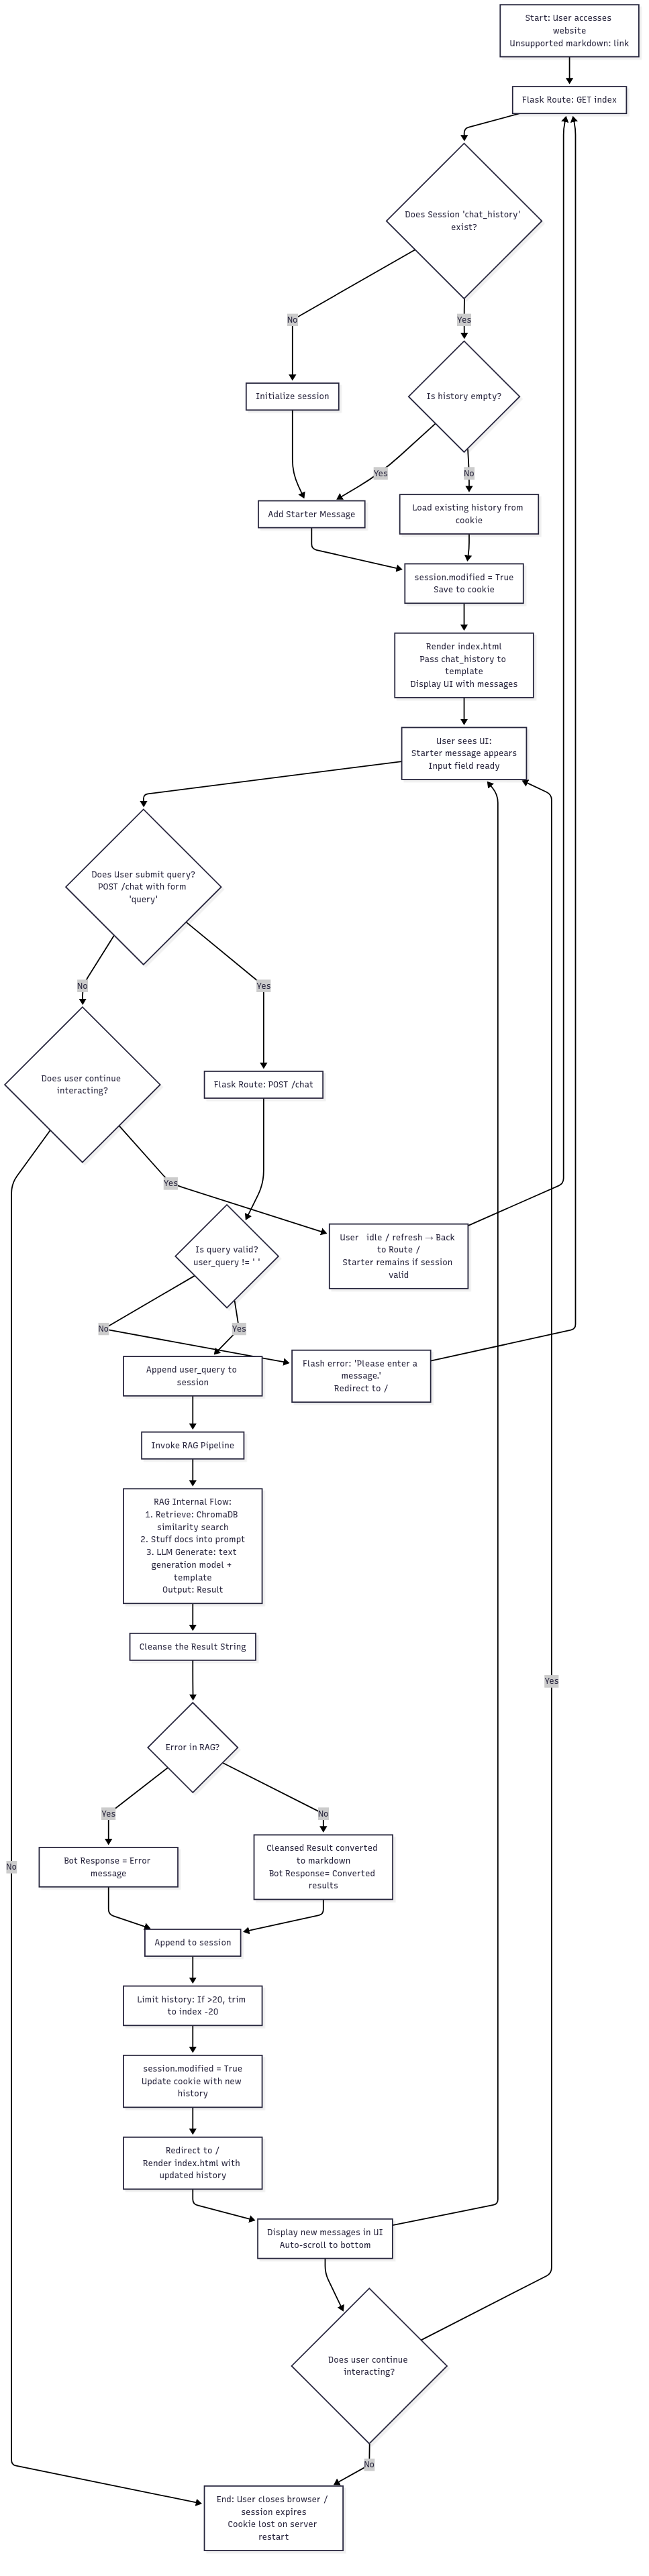 Start: User accesses
website
Unsupported markdown: link
Flask Route: GET index
Does Session 'chat_history'
exist?
No
Yes
Initialize session
Is history empty?
Yes
No
Add Starter Message
Load existing history from
cookie
session.modified = True
Save to cookie
Render index.html
Pass chat_history to
template
Display UI with messages
User sees UI:
Starter message appears
Input field ready
Does User submit query?
POST /chat with form
'query'
No
Yes
Does user continue
interacting?
Flask Route: POST /chat
Yes
Is query valid?
user_query != ' '
User idle / refresh → Back
to Route /
Starter remains if session
valid
No
Yes
Append user_query to
session
Flash error: 'Please enter a
message.'
Redirect to /
Invoke RAG Pipeline
RAG Internal Flow:
1. Retrieve: ChromaDB
similarity search
2. Stuff docs into prompt
3. LLM Generate: text
generation model +
template
Output: Result
Cleanse the Result String
Yes
Error in RAG?
Yes
No
No
Bot Response = Error
message
Cleansed Result converted
to markdown
Bot Response= Converted
results
Append to session
Limit history: If >20, trim
to index -20
session.modified = True
Update cookie with new
history
Redirect to /
Render index.html with
updated history
Display new messages in UI
Auto-scroll to bottom
Does user continue
interacting?
No
End: User closes browser /
session expires
Cookie lost on server
restart